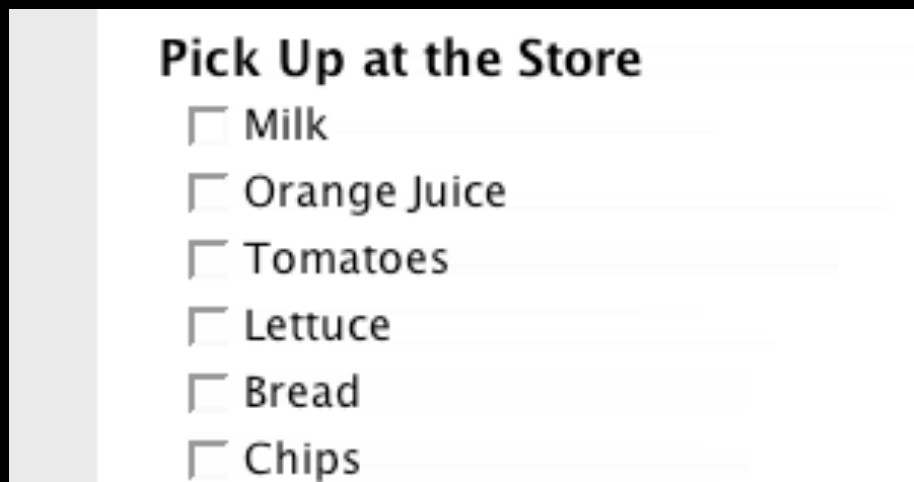 Pick Up at the Store
Milk
Orange Juice
Tomatoes
Lettuce
Bread
Chips